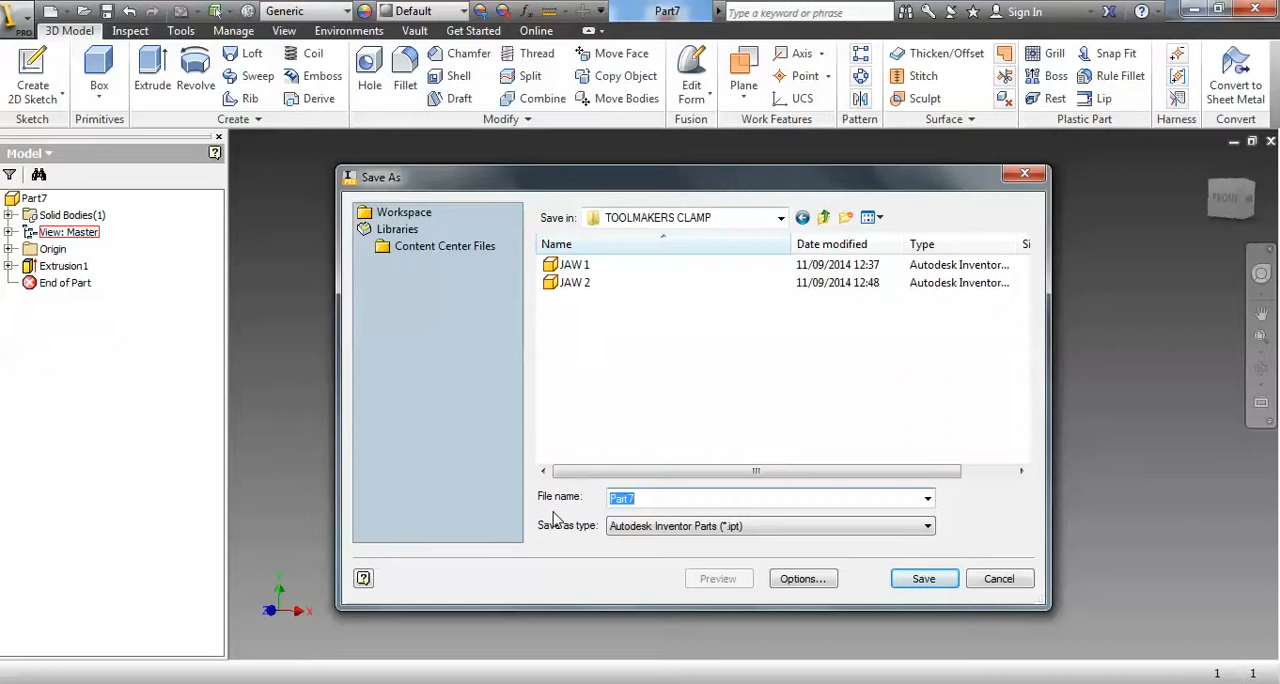 PRO
Generic
Default
fx
Part7
Type a keyword or phrase
Sign In
3D Model Inspect Tools Manage View Environments Vault Get Started Online
Create 2D Sketch
Box
Extrude Revolve
Loft
Sweep
Rib
Coil
Emboss
Derive
Hole Fillet
Chamfer
Shell
Draft
Thread
Split
Combine
Move Face
Copy Object
Move Bodies
Edit Form
Plane
Axis
Point
UCS
Thicken/Offset
Stitch
Sculpt
Grill
Boss
Rest
Snap Fit
Rule Fillet
Lip
Convert to Sheet Metal
Sketch Primitives Create Modify Fusion Work Features Pattern Surface Plastic Part Harness Convert
Model
Part7
Solid Bodies(1)
View: Master
Origin
Extrusion1
End of Part
Save As
Workspace
Libraries
Content Center Files
Save in: TOOLMAKERS CLAMP
Name Date modified Type Si
JAW 1 11/09/2014 12:37 Autodesk Inventor...
JAW 2 11/09/2014 12:48 Autodesk Inventor...
File name: Part7
Save as type: Autodesk Inventor Parts (*.ipt)
Preview Options... Save Cancel
FRONT
Y
Z X
1 1